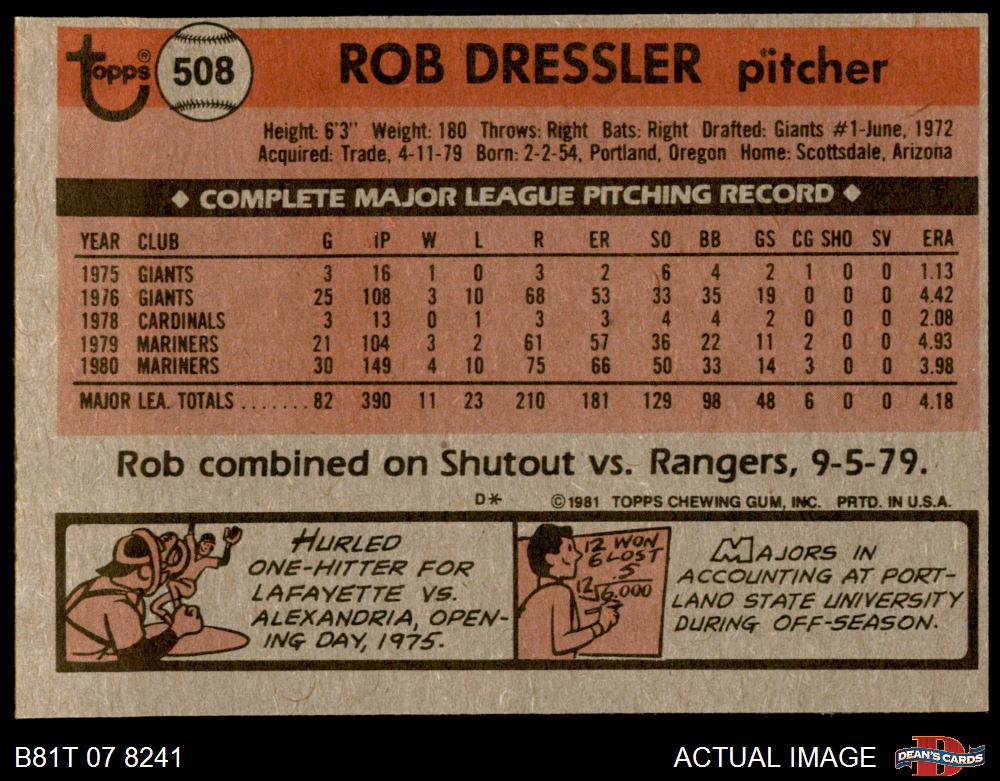 Topps®
508
ROB DRESSLER pitcher
Height: 6'3" Weight: 180 Throws: Right Bats: Right Drafted: Giants #1-June, 1972
Acquired: Trade, 4-11-79 Born: 2-2-54, Portland, Oregon Home: Scottsdale, Arizona
◆ COMPLETE MAJOR LEAGUE PITCHING RECORD ◆
YEAR CLUB G IP W L R ER SO BB GS CG SHO SV ERA
1975 GIANTS 3 16 1 0 3 2 6 4 2 1 0 0 1.13
1976 GIANTS 25 108 3 10 68 53 33 35 19 0 0 0 4.42
1978 CARDINALS 3 13 0 1 3 3 4 4 2 0 0 0 2.08
1979 MARINERS 21 104 3 2 61 57 36 22 11 2 0 0 4.93
1980 MARINERS 30 149 4 10 75 66 50 33 14 3 0 0 3.98
MAJOR LEA. TOTALS ....... 82 390 11 23 210 181 129 98 48 6 0 0 4.18
Rob combined on Shutout vs. Rangers, 9-5-79.
D* ©1981 TOPPS CHEWING GUM, INC. PRTD. IN U.S.A.
HURLED
ONE-HITTER FOR
LAFAYETTE VS.
ALEXANDRIA, OPEN-
ING DAY, 1975.
12 WON
6 LOST
.5
12√6.000
MAJORS IN
ACCOUNTING AT PORT-
LAND STATE UNIVERSITY
DURING OFF-SEASON.
B81T 07 8241
ACTUAL IMAGE
D
DEAN'S CARDS